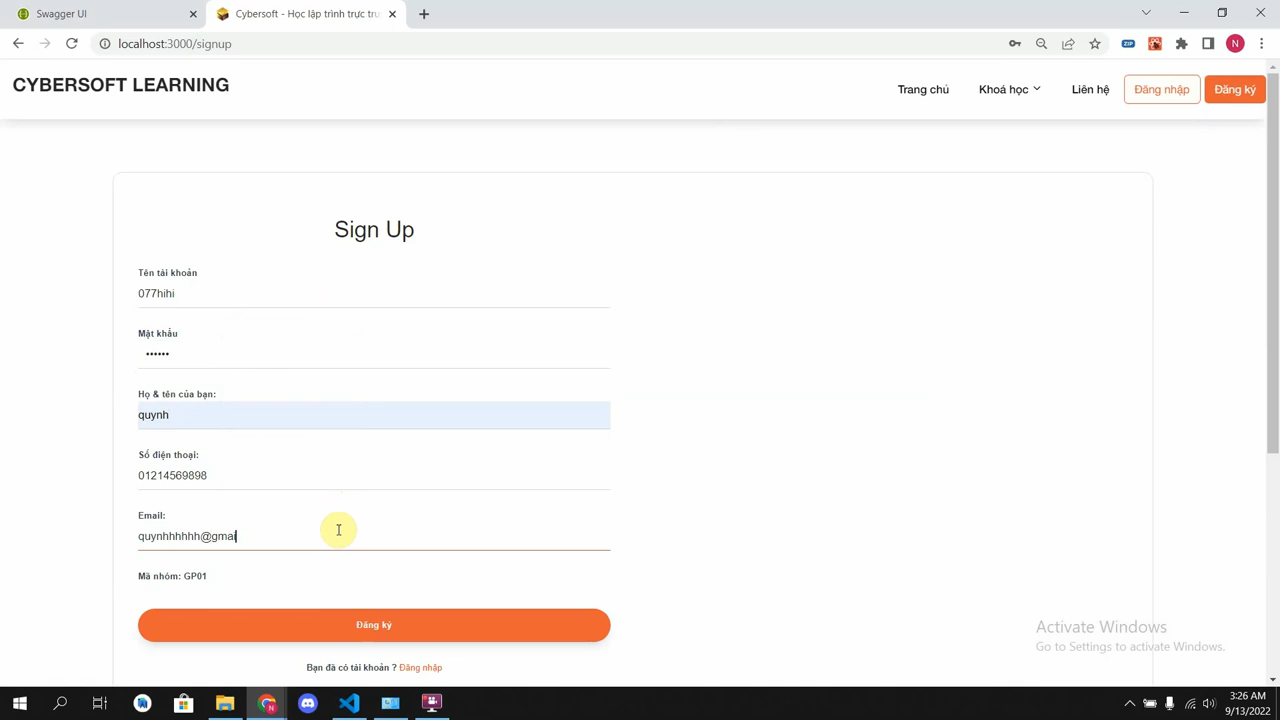 Swagger UI
Cybersoft - Học lập trình trực tru
localhost:3000/signup
ZIP
N
CYBERSOFT LEARNING
Trang chủ
Khoá học
Liên hệ
Đăng nhập
Đăng ký
Sign Up
Tên tài khoản
077hihi
Mật khẩu
••••••
Họ & tên của bạn:
quynh
Số điện thoại:
01214569898
Email:
quynhhhhhhh@gmai
Mã nhóm: GP01
Đăng ký
Bạn đã có tài khoản ? Đăng nhập
Activate Windows
Go to Settings to activate Windows.
3:26 AM
9/13/2022